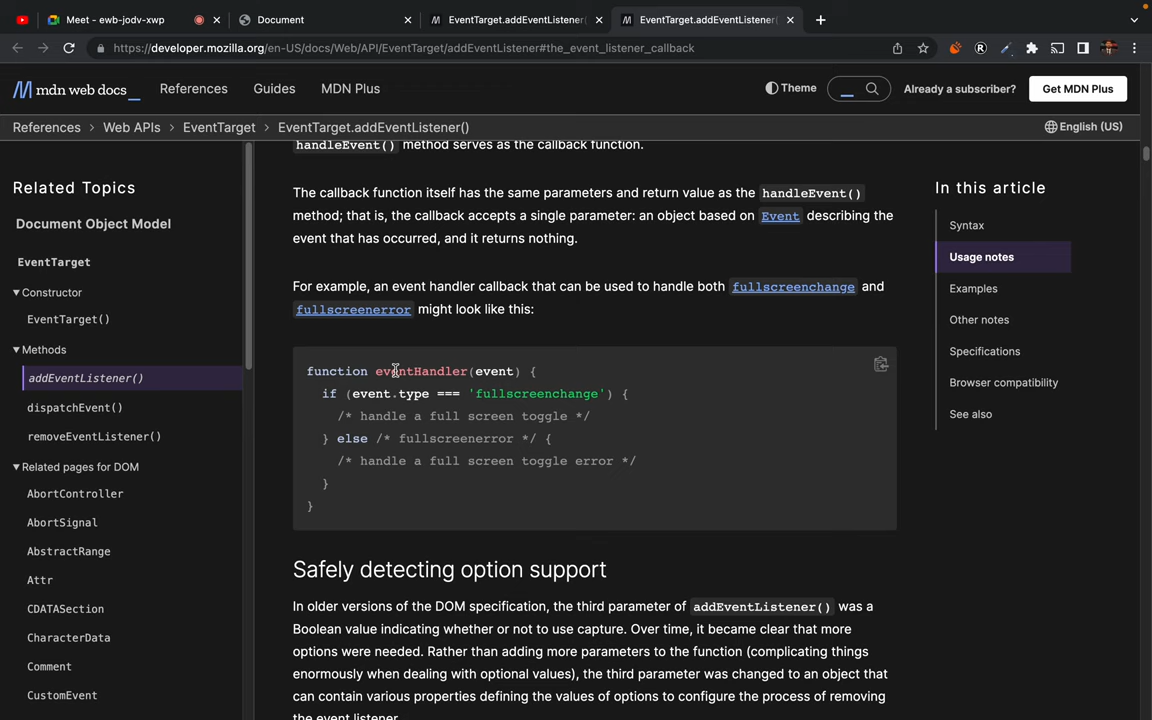 Meet - ewb-jodv-xwp
Document
EventTarget.addEventListener()
EventTarget.addEventListener()
https://developer.mozilla.org/en-US/docs/Web/API/EventTarget/addEventListener#the_event_listener_callback
mdn web docs_
References
Guides
MDN Plus
Theme
Already a subscriber?
Get MDN Plus
References > Web APIs > EventTarget > EventTarget.addEventListener()
English (US)
Related Topics
Document Object Model
EventTarget
Constructor
EventTarget()
Methods
addEventListener()
dispatchEvent()
removeEventListener()
Related pages for DOM
AbortController
AbortSignal
AbstractRange
Attr
CDATASection
CharacterData
Comment
CustomEvent
handleEvent() method serves as the callback function.
The callback function itself has the same parameters and return value as the handleEvent()
method; that is, the callback accepts a single parameter: an object based on Event describing the
event that has occurred, and it returns nothing.
For example, an event handler callback that can be used to handle both fullscreenchange and
fullscreenerror might look like this:
function eventHandler(event) {
if (event.type === 'fullscreenchange') {
/* handle a full screen toggle */
} else /* fullscreenerror */ {
/* handle a full screen toggle error */
}
}
Safely detecting option support
In older versions of the DOM specification, the third parameter of addEventListener() was a
Boolean value indicating whether or not to use capture. Over time, it became clear that more
options were needed. Rather than adding more parameters to the function (complicating things
enormously when dealing with optional values), the third parameter was changed to an object that
can contain various properties defining the values of options to configure the process of removing
the event listener.
In this article
Syntax
Usage notes
Examples
Other notes
Specifications
Browser compatibility
See also